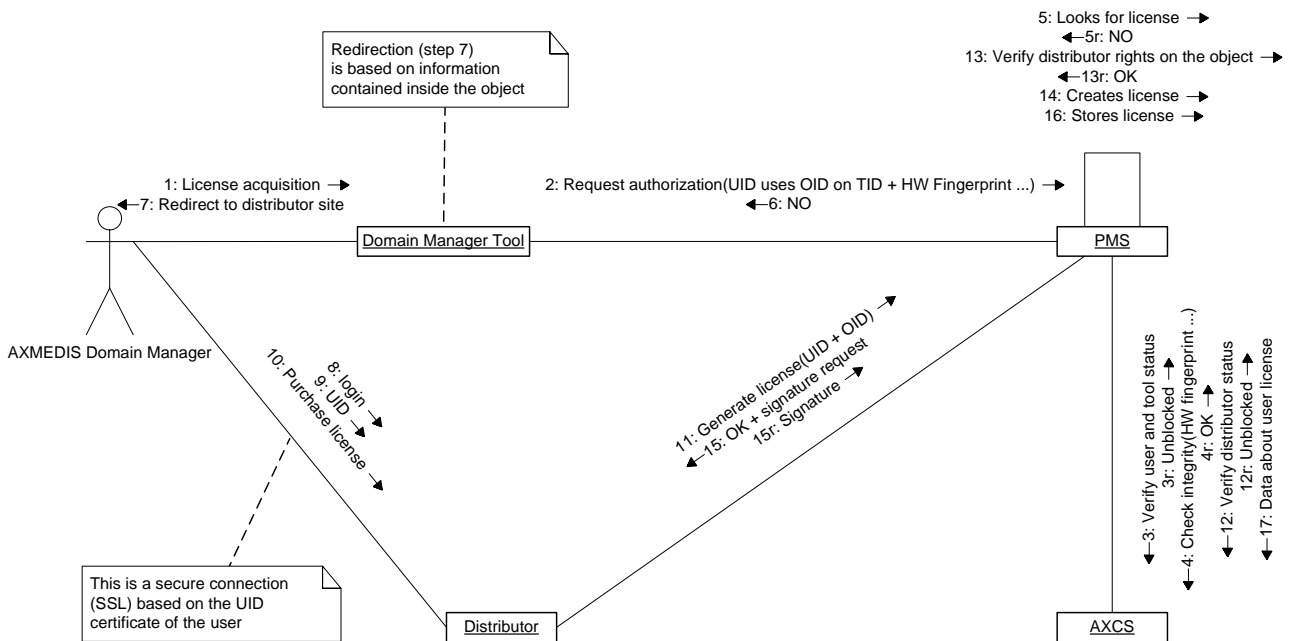 5: Looks for license
5r: NO
13: Verify distributor rights on the object
13r: OK
14: Creates license
16: Stores license
Redirection (step 7)
is based on information
contained inside the object
1: License acquisition
7: Redirect to distributor site
2: Request authorization(UID uses OID on TID + HW Fingerprint ...)
6: NO
Domain Manager Tool
PMS
AXMEDIS Domain Manager
8: login
9: UID
10: Purchase license
11: Generate license(UID + OID)
15: OK + signature request
15r: Signature
3: Verify user and tool status
3r: Unblocked
4: Check integrity(HW fingerprint ...)
4r: OK
12: Verify distributor status
12r: Unblocked
17: Data about user license
This is a secure connection
(SSL) based on the UID
certificate of the user
Distributor
AXCS